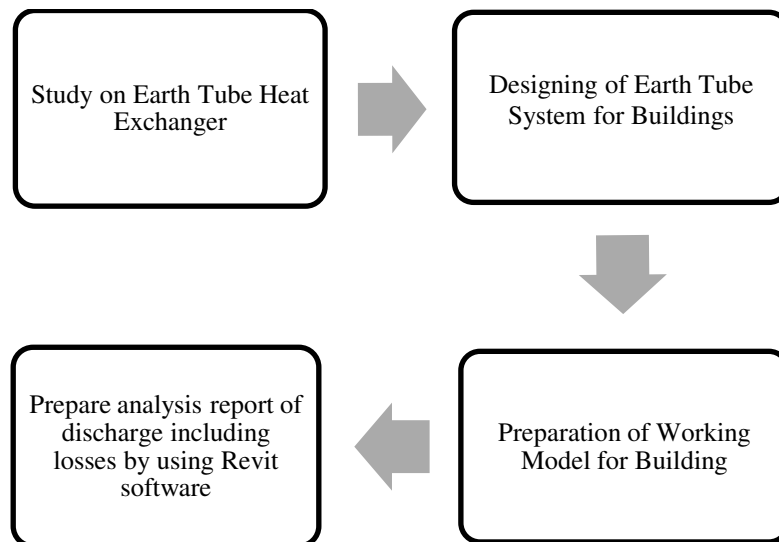 Study on Earth Tube Heat
Exchanger
Designing of Earth Tube
System for Buildings
Preparation of Working
Model for Building
Prepare analysis report of
discharge including
losses by using Revit
software